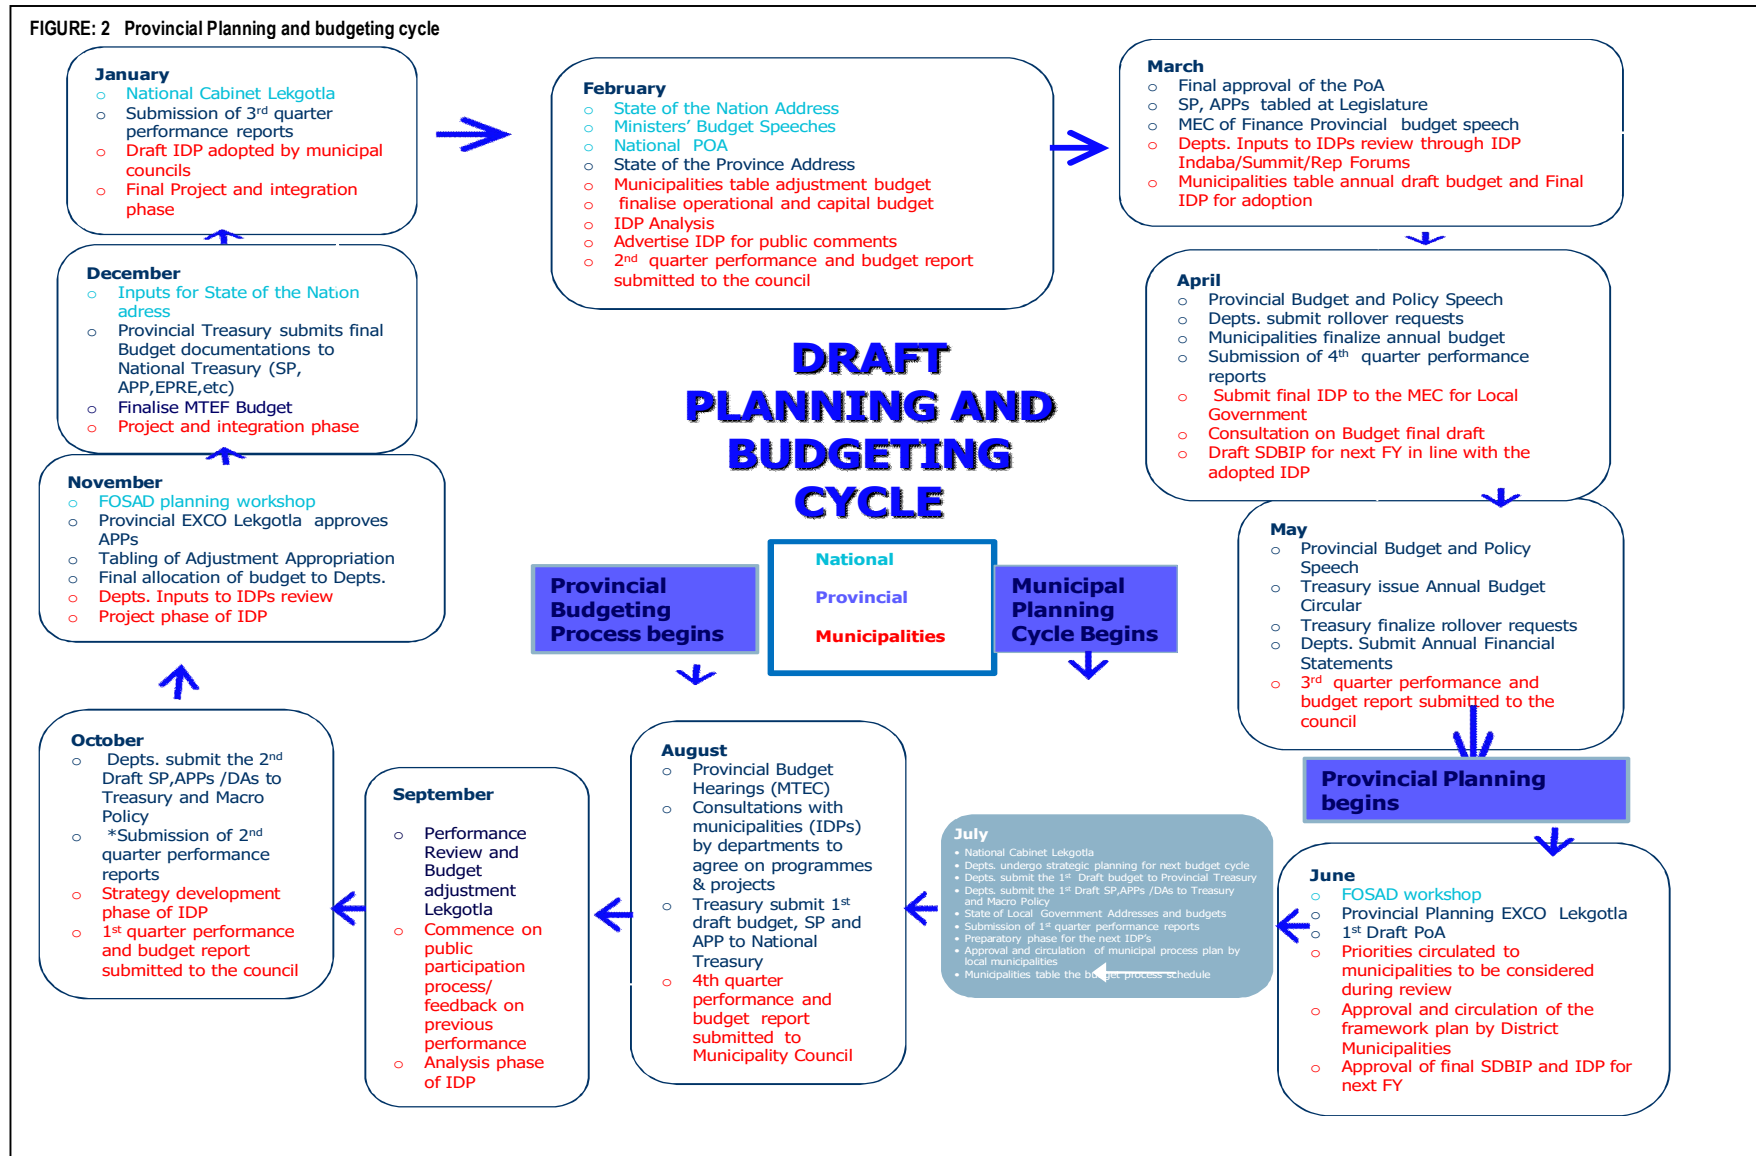 FIGURE: 2 Provincial Planning and budgeting cycle
January
o National Cabinet Lekgotla
o Submission of 3rd quarter
performance reports
o Draft IDP adopted by municipal
councils
o Final Project and integration
phase
February
o State of the Nation Address
o Ministers' Budget Speeches
o National POA
o State of the Province Address
o Municipalities table adjustment budget
o finalise operational and capital budget
o IDP Analysis
o Advertise IDP for public comments
o 2nd quarter performance and budget report
submitted to the council
March
o Final approval of the PoA
o SP, APPs tabled at Legislature
o MEC of Finance Provincial budget speech
o Depts. Inputs to IDPs review through IDP
Indaba/Summit/Rep Forums
o Municipalities table annual draft budget and Final
IDP for adoption
April
o Provincial Budget and Policy Speech
o Depts. submit rollover requests
o Municipalities finalize annual budget
o Submission of 4th quarter performance
reports
o Submit final IDP to the MEC for Local
Government
o Consultation on Budget final draft
o Draft SDBIP for next FY in line with the
adopted IDP
May
o Provincial Budget and Policy
Speech
o Treasury issue Annual Budget
Circular
o Treasury finalize rollover requests
o Depts. Submit Annual Financial
Statements
o 3rd quarter performance and
budget report submitted to the
council
Provincial Planning
begins
June
o FOSAD workshop
o Provincial Planning EXCO Lekgotla
o 1st Draft PoA
o Priorities circulated to
municipalities to be considered
during review
o Approval and circulation of the
framework plan by District
Municipalities
o Approval of final SDBIP and IDP for
next FY
July
• National Cabinet Lekgotla
• Depts. undergo strategic planning for next budget cycle
• Depts. submit the 1st Draft budget to Provincial Treasury
• Depts. submit the 1st Draft SP,APPs /DAs to Treasury
and Macro Policy
• State of Local Government Addresses and budgets
• Submission of 1st quarter performance reports
• Preparatory phase for the next IDP's
• Approval and circulation of municipal process plan by
local municipalities
• Municipalities table the budget process schedule
August
o Provincial Budget
Hearings (MTEC)
o Consultations with
municipalities (IDPs)
by departments to
agree on programmes
& projects
o Treasury submit 1st
draft budget, SP and
APP to National
Treasury
o 4th quarter
performance and
budget report
submitted to
Municipality Council
September
o Performance
Review and
Budget
adjustment
Lekgotla
o Commence on
public
participation
process/
feedback on
previous
performance
o Analysis phase
of IDP
October
o Depts. submit the 2nd
Draft SP,APPs /DAs to
Treasury and Macro
Policy
o *Submission of 2nd
quarter performance
reports
o Strategy development
phase of IDP
o 1st quarter performance
and budget report
submitted to the council
November
o FOSAD planning workshop
o Provincial EXCO Lekgotla approves
APPs
o Tabling of Adjustment Appropriation
o Final allocation of budget to Depts.
o Depts. Inputs to IDPs review
o Project phase of IDP
December
o Inputs for State of the Nation
adress
o Provincial Treasury submits final
Budget documentations to
National Treasury (SP,
APP,EPRE,etc)
o Finalise MTEF Budget
o Project and integration phase
DRAFT
PLANNING AND
BUDGETING
CYCLE
Provincial
Budgeting
Process begins
National
Provincial
Municipalities
Municipal
Planning
Cycle Begins